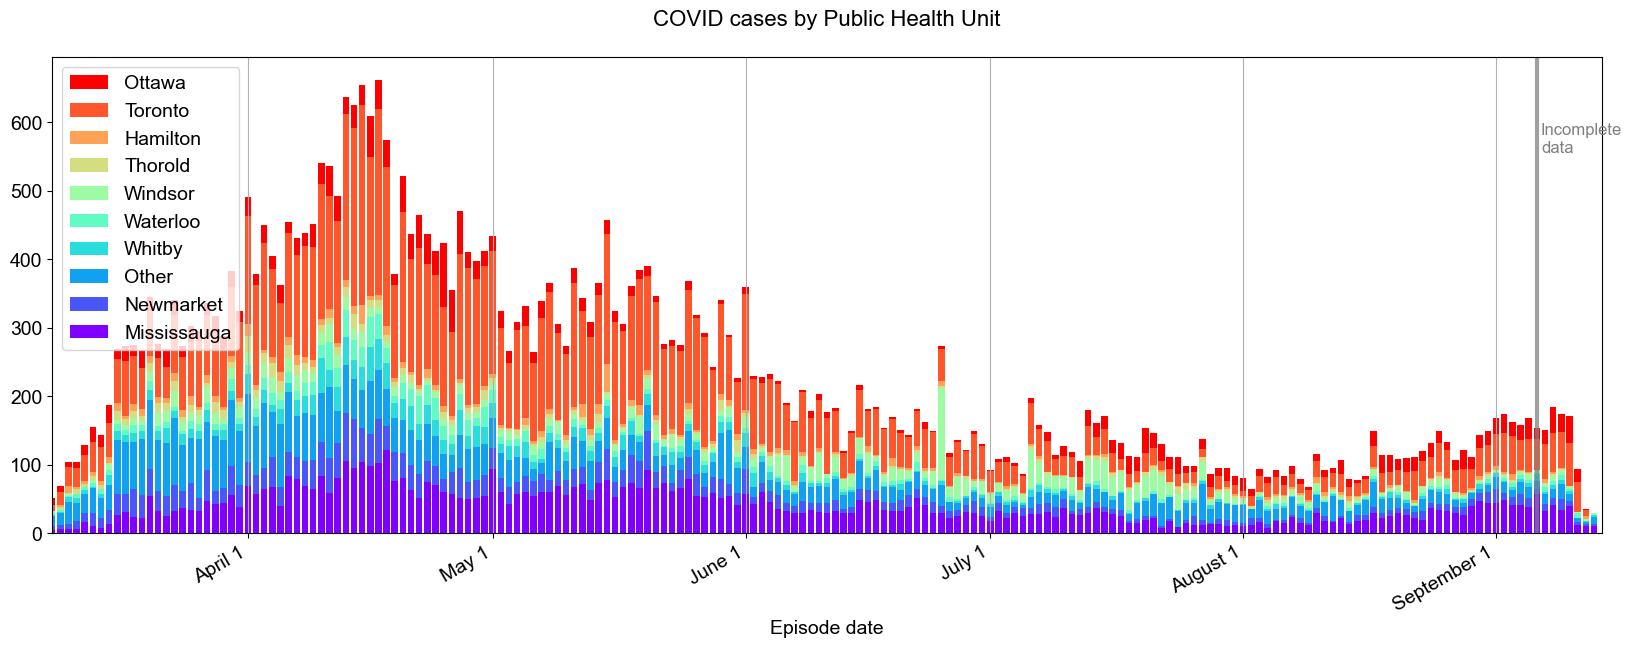 COVID cases by Public Health Unit
Ottawa
Toronto
Hamilton
Thorold
Windsor
Waterloo
Whitby
Other
Newmarket
Mississauga
600
500
400
300
200
100
0
Incomplete
data
April 1
May 1
June 1
July 1
August 1
September 1
Episode date